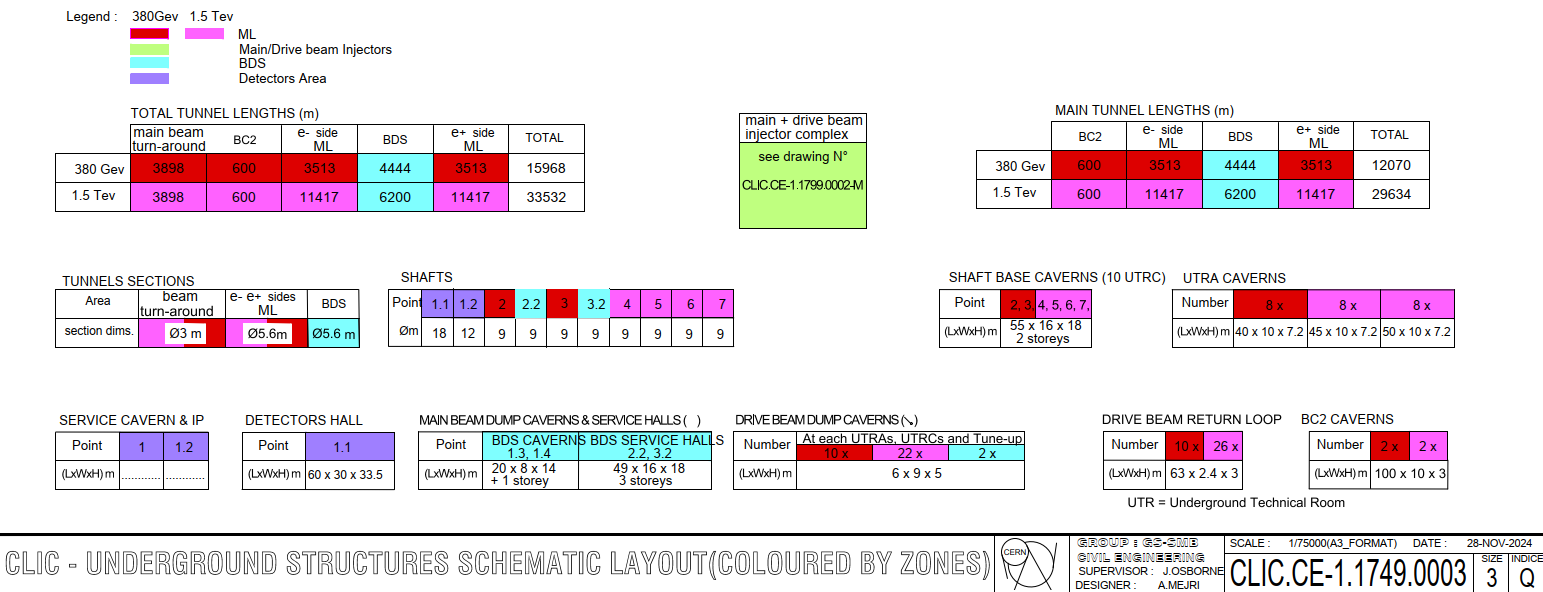 Legend : 380Gev 1.5 Tev
ML
Main/Drive beam Injectors
BDS
Detectors Area
TOTAL TUNNEL LENGTHS (m)
main beam turn-around BC2 e- side ML BDS e+ side ML TOTAL
380 Gev 3898 600 3513 4444 3513 15968
1.5 Tev 3898 600 11417 6200 11417 33532
main + drive beam
injector complex
see drawing N°
CLIC.CE-1.1799.0002-M
MAIN TUNNEL LENGTHS (m)
BC2 e- side ML BDS e+ side ML TOTAL
380 Gev 600 3513 4444 3513 12070
1.5 Tev 600 11417 6200 11417 29634
TUNNELS SECTIONS
Area beam turn-around e- e+ sides ML BDS
section dims. Ø3 m Ø5.6m Ø5.6 m
SHAFTS
Point 1.1 1.2 2 2.2 3 3.2 4 5 6 7
Øm 18 12 9 9 9 9 9 9 9 9
SHAFT BASE CAVERNS (10 UTRC)
Point 2, 3, 4, 5, 6, 7,
(LxWxH) m 55 x 16 x 18
2 storeys
UTRA CAVERNS
Number 8 x 8 x 8 x
(LxWxH) m 40 x 10 x 7.2 45 x 10 x 7.2 50 x 10 x 7.2
SERVICE CAVERN & IP
Point 1 1.2
(LxWxH) m ............ ............
DETECTORS HALL
Point 1.1
(LxWxH) m 60 x 30 x 33.5
MAIN BEAM DUMP CAVERNS & SERVICE HALLS ( )
Point BDS CAVERNS 1.3, 1.4 BDS SERVICE HALLS 2.2, 3.2
(LxWxH) m 20 x 8 x 14 + 1 storey 49 x 16 x 18 3 storeys
DRIVE BEAM DUMP CAVERNS (↘)
Number At each UTRAs, UTRCs and Tune-up
10 x 22 x 2 x
(LxWxH) m 6 x 9 x 5
DRIVE BEAM RETURN LOOP
Number 10 x 26 x
(LxWxH) m 63 x 2.4 x 3
BC2 CAVERNS
Number 2 x 2 x
(LxWxH) m 100 x 10 x 3
UTR = Underground Technical Room
CLIC - UNDERGROUND STRUCTURES SCHEMATIC LAYOUT(COLOURED BY ZONES)
CERN
GROUP : GS-SMB
CIVIL ENGINEERING
SUPERVISOR : J.OSBORNE
DESIGNER : A.MEJRI
SCALE : 1/75000(A3_FORMAT) DATE : 28-NOV-2024
CLIC.CE-1.1749.0003
SIZE 3
INDICE Q